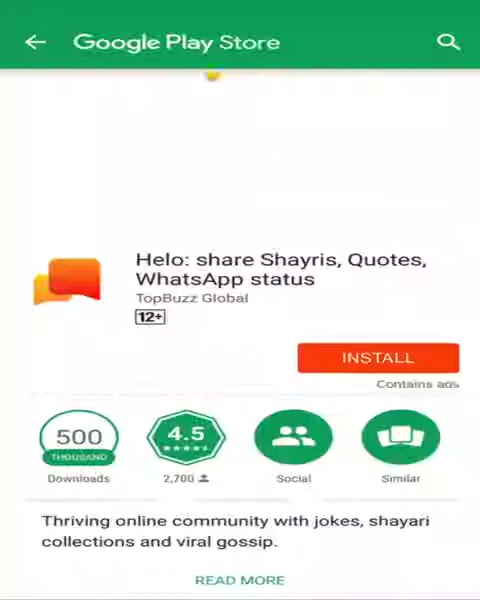 Google Play Store
Helo: share Shayris, Quotes,
WhatsApp status
TopBuzz Global
12+
INSTALL
Contains ads
500
THOUSAND
Downloads
4.5
2,700
Social
Similar
Thriving online community with jokes, shayari
collections and viral gossip.
READ MORE